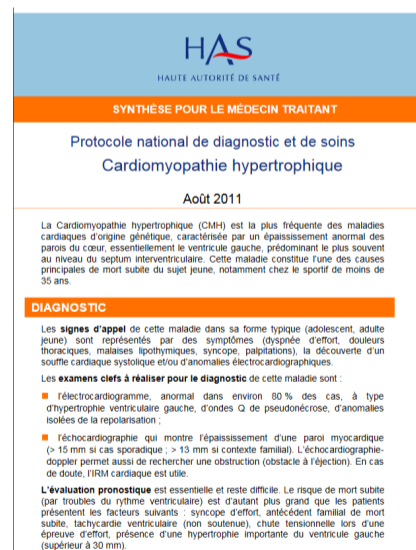 HAS
HAUTE AUTORITÉ DE SANTÉ
SYNTHÈSE POUR LE MÉDECIN TRAITANT
Protocole national de diagnostic et de soins
Cardiomyopathie hypertrophique
Août 2011
La Cardiomyopathie hypertrophique (CMH) est la plus fréquente des maladies
cardiaques d'origine génétique, caractérisée par un épaississement anormal des
parois du cœur, essentiellement le ventricule gauche, prédominant le plus souvent
au niveau du septum interventriculaire. Cette maladie constitue l'une des causes
principales de mort subite du sujet jeune, notamment chez le sportif de moins de
35 ans.
DIAGNOSTIC
Les signes d'appel de cette maladie dans sa forme typique (adolescent, adulte
jeune) sont représentés par des symptômes (dyspnée d'effort, douleurs
thoraciques, malaises lipothymiques, syncope, palpitations), la découverte d'un
souffle cardiaque systolique et/ou d'anomalies électrocardiographiques.
Les examens clefs à réaliser pour le diagnostic de cette maladie sont :
l'électrocardiogramme, anormal dans environ 80 % des cas, à type
d'hypertrophie ventriculaire gauche, d'ondes Q de pseudonécrose, d'anomalies
isolées de la repolarisation ;
l'échocardiographie qui montre l'épaississement d'une paroi myocardique
(> 15 mm si cas sporadique ; > 13 mm si contexte familial). L'échocardiographie-
doppler permet aussi de rechercher une obstruction (obstacle à l'éjection). En cas
de doute, l'IRM cardiaque est utile.
L'évaluation pronostique est essentielle et reste difficile. Le risque de mort subite
(par troubles du rythme ventriculaire) est d'autant plus grand que les patients
présentent les facteurs suivants : syncope d'effort, antécédent familial de mort
subite, tachycardie ventriculaire (non soutenue), chute tensionnelle lors d'une
épreuve d'effort, présence d'une hypertrophie importante du ventricule gauche
(supérieur à 30 mm).